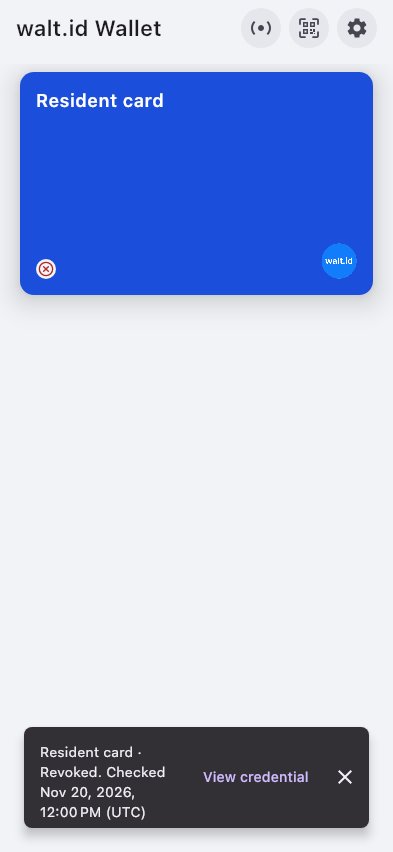 walt.id Wallet
Resident card
walt.id
Resident card ·
Revoked. Checked
Nov 20, 2026,
12:00 PM (UTC)
View credential